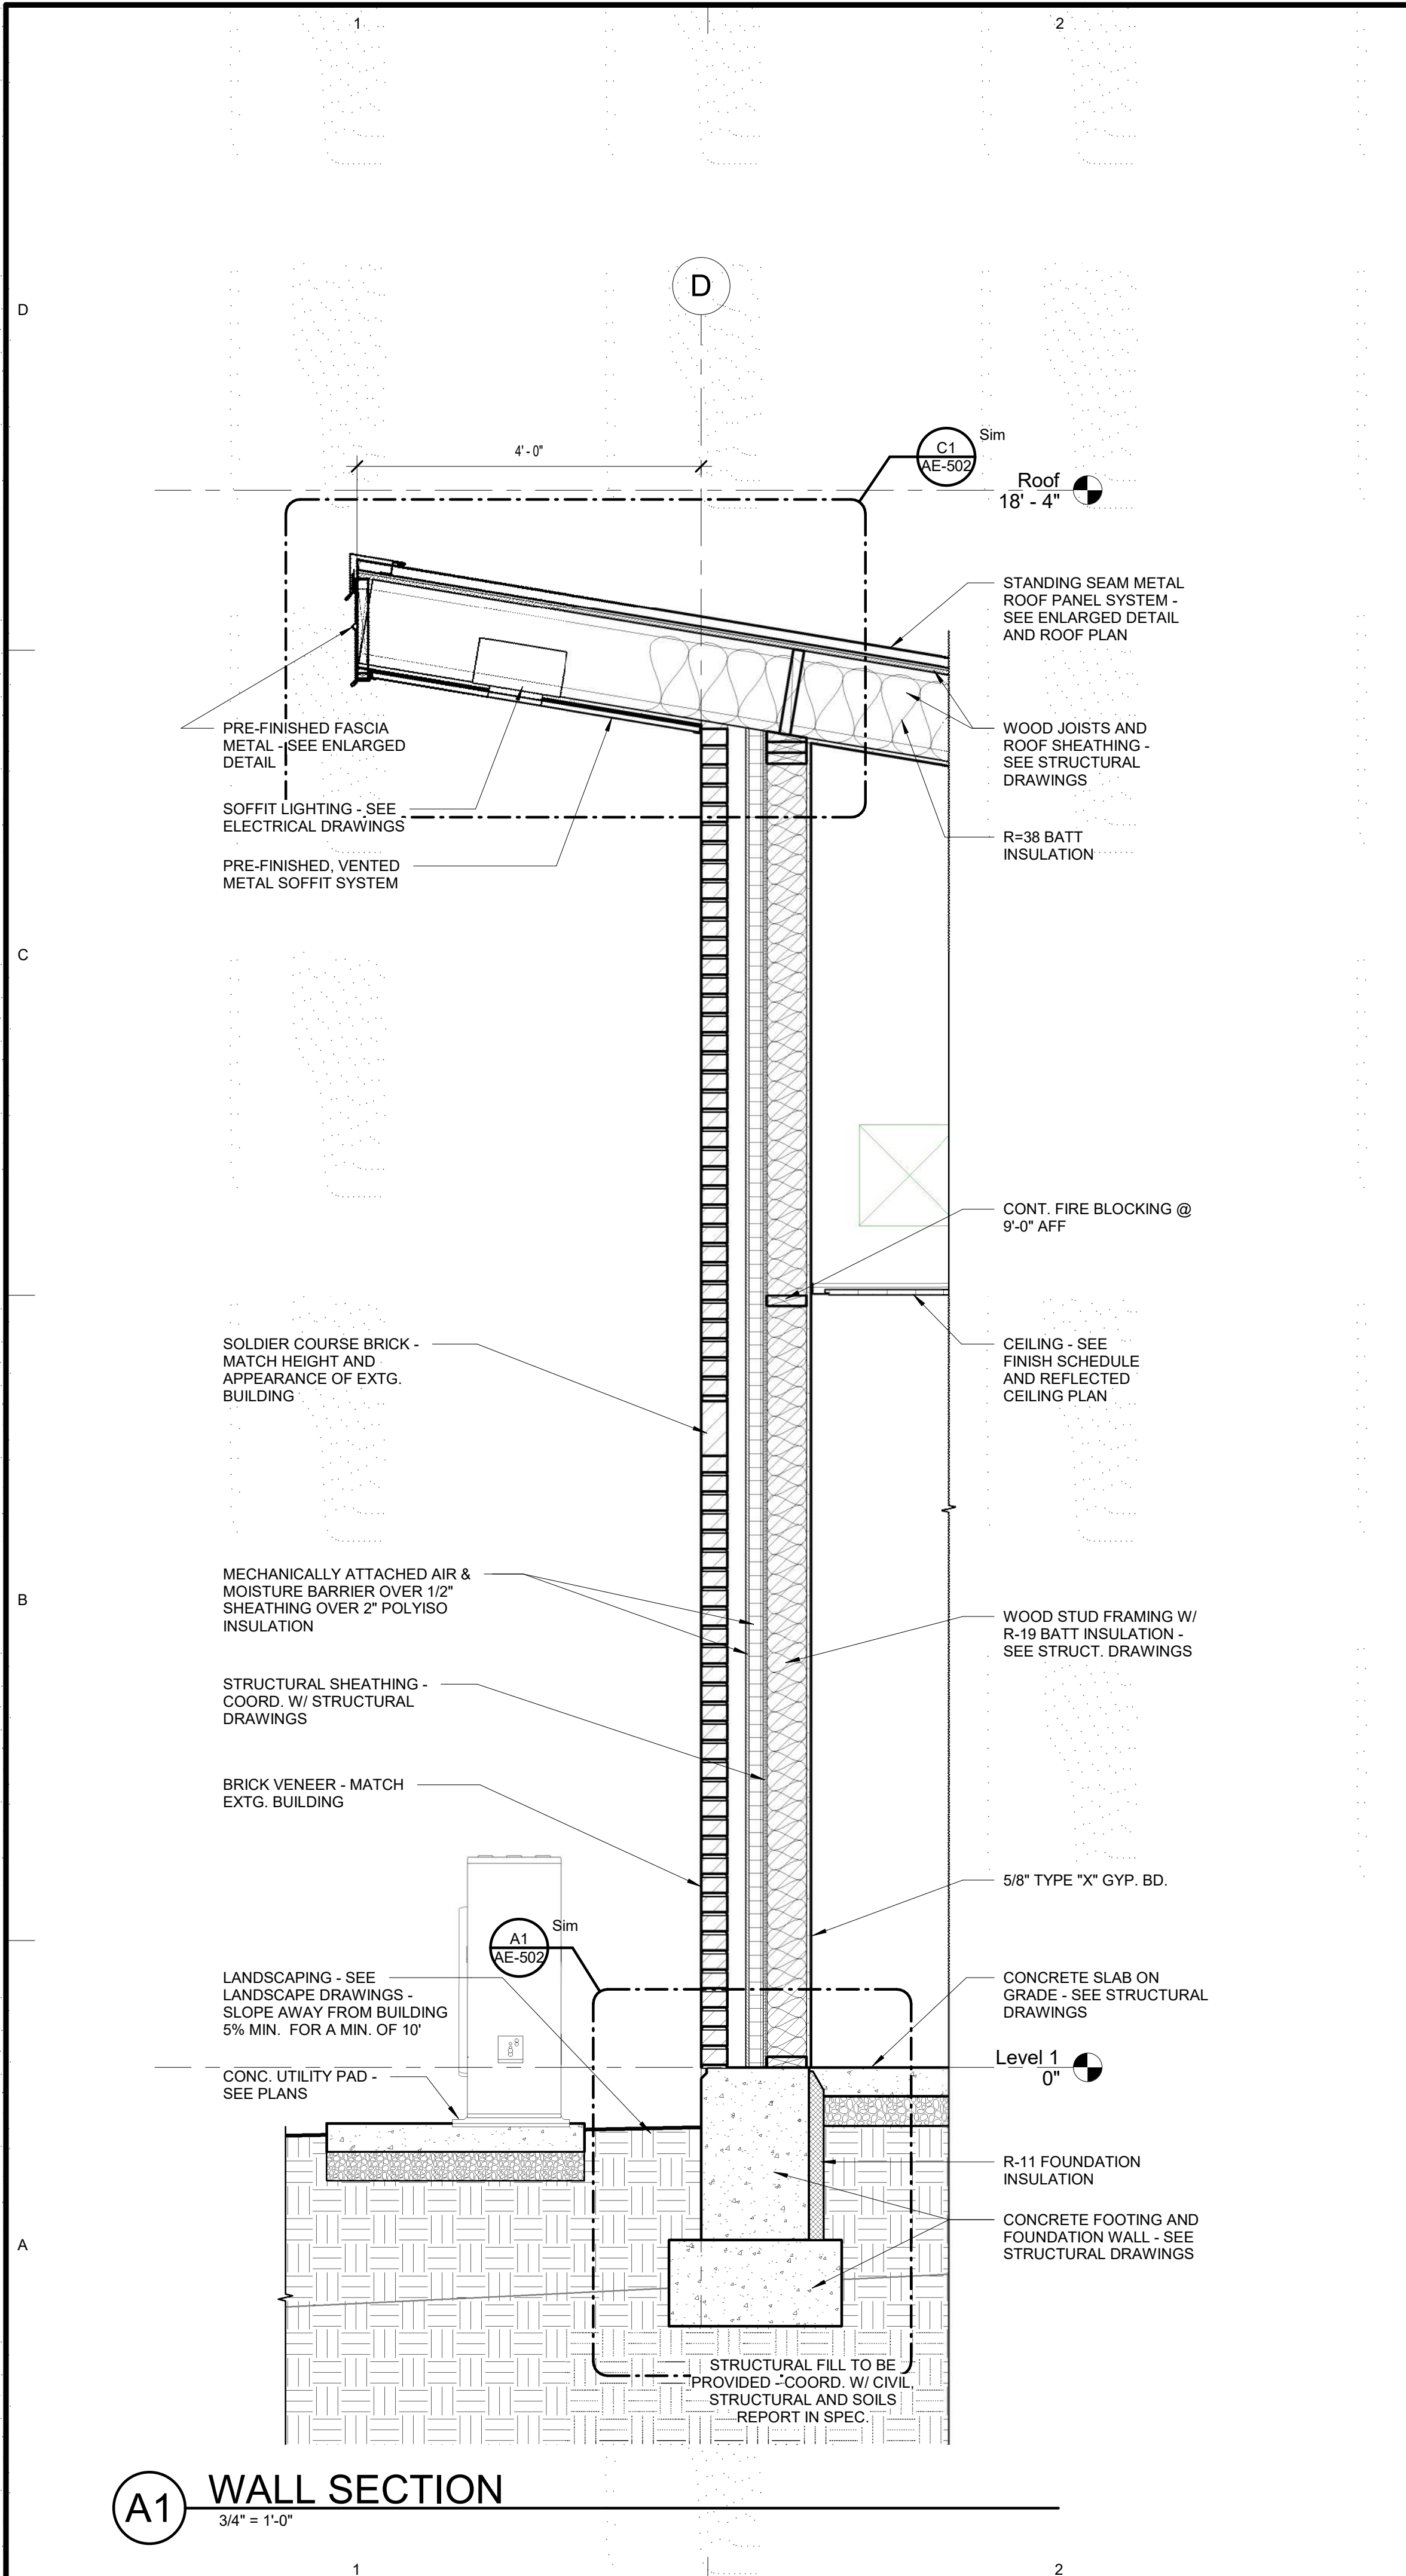 1
2
D
D
4' - 0"
C1
AE-502
Sim
Roof
18' - 4"
STANDING SEAM METAL
ROOF PANEL SYSTEM -
SEE ENLARGED DETAIL
AND ROOF PLAN
PRE-FINISHED FASCIA
METAL - SEE ENLARGED
DETAIL
WOOD JOISTS AND
ROOF SHEATHING -
SEE STRUCTURAL
DRAWINGS
SOFFIT LIGHTING - SEE
ELECTRICAL DRAWINGS
R=38 BATT
INSULATION
PRE-FINISHED, VENTED
METAL SOFFIT SYSTEM
C
CONT. FIRE BLOCKING @
9'-0" AFF
SOLDIER COURSE BRICK -
MATCH HEIGHT AND
APPEARANCE OF EXTG.
BUILDING
CEILING - SEE
FINISH SCHEDULE
AND REFLECTED
CEILING PLAN
MECHANICALLY ATTACHED AIR &
MOISTURE BARRIER OVER 1/2"
SHEATHING OVER 2" POLYISO
INSULATION
B
WOOD STUD FRAMING W/
R-19 BATT INSULATION -
SEE STRUCT. DRAWINGS
STRUCTURAL SHEATHING -
COORD. W/ STRUCTURAL
DRAWINGS
BRICK VENEER - MATCH
EXTG. BUILDING
5/8" TYPE "X" GYP. BD.
A1
AE-502
Sim
LANDSCAPING - SEE
LANDSCAPE DRAWINGS -
SLOPE AWAY FROM BUILDING
5% MIN.  FOR A MIN. OF 10'
CONCRETE SLAB ON
GRADE - SEE STRUCTURAL
DRAWINGS
Level 1
0"
CONC. UTILITY PAD -
SEE PLANS
R-11 FOUNDATION
INSULATION
A
CONCRETE FOOTING AND
FOUNDATION WALL - SEE
STRUCTURAL DRAWINGS
STRUCTURAL FILL TO BE
PROVIDED - COORD. W/ CIVIL,
STRUCTURAL AND SOILS
REPORT IN SPEC.
A1
WALL SECTION
3/4" = 1'-0"
1
2